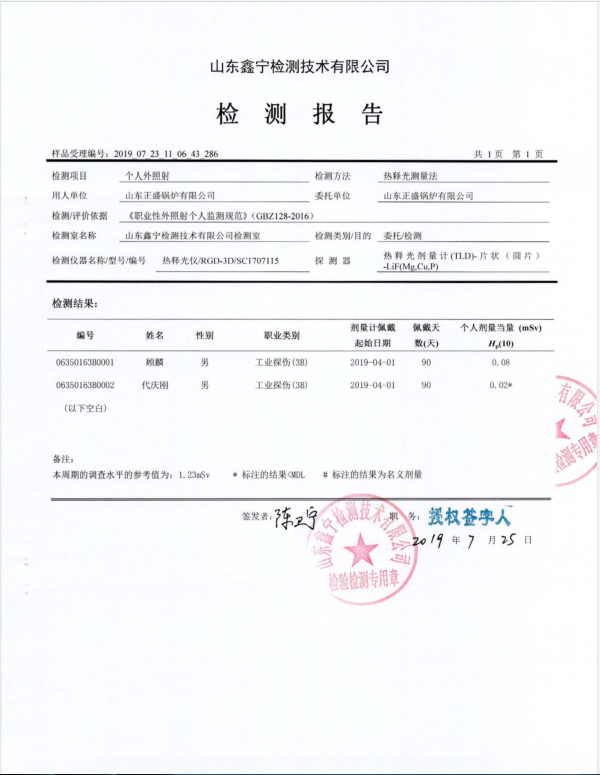 山东鑫宁检测技术有限公司
检 测 报 告
样品受理编号：2019_07_23_11_06_43_286 共 1 页 第 1 页
检测项目 个人外照射 检测方法 热释光测量法
用人单位 山东正盛锅炉有限公司 委托单位 山东正盛锅炉有限公司
检测/评价依据 《职业性外照射个人监测规范》（GBZ128-2016）
检测室名称 山东鑫宁检测技术有限公司检测室 检测类别/目的 委托/检测
检测仪器名称/型号/编号 热释光仪/RGD-3D/SC1707115 探 测 器 热释光剂量计(TLD)-片状（圆片）
-LiF(Mg,Cu,P)
检测结果：
编号 姓名 性别 职业类别 剂量计佩戴起始日期 佩戴天数(天) 个人剂量当量 (mSv) Hp(10)
06350163B0001 顾麟 男 工业探伤(3B) 2019-04-01 90 0.08
06350163B0002 代庆刚 男 工业探伤(3B) 2019-04-01 90 0.02*
(以下空白)
备注：
本周期的调查水平的参考值为：1.23mSv * 标注的结果<MDL # 标注的结果为名义剂量
签发者： 陈卫宁 职 务： 授权签字人
2019 年 7 月 25 日
山东鑫宁检测技术有限公司
检验检测专用章
有限公司
检测专用章